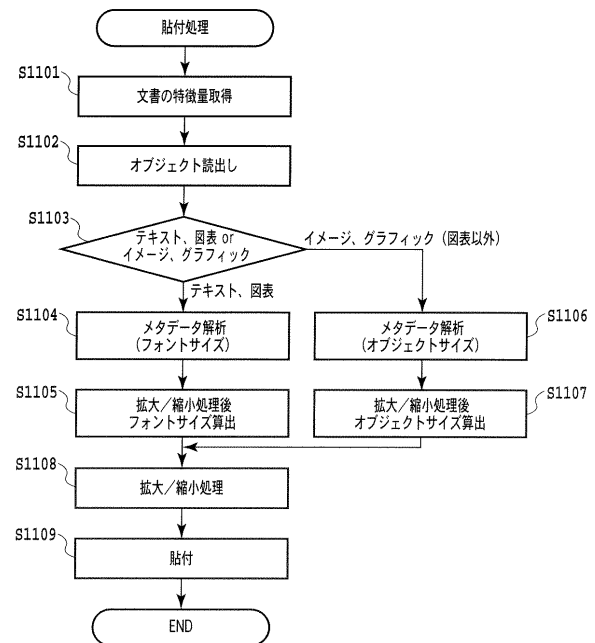 貼付処理
S1101
文書の特徴量取得
S1102
オブジェクト読出し
S1103
テキスト、図表 or
イメージ、グラフィック
イメージ、グラフィック（図表以外）
テキスト、図表
S1104
メタデータ解析
（フォントサイズ）
メタデータ解析
（オブジェクトサイズ）
S1106
S1105
拡大／縮小処理後
フォントサイズ算出
拡大／縮小処理後
オブジェクトサイズ算出
S1107
S1108
拡大／縮小処理
S1109
貼付
END